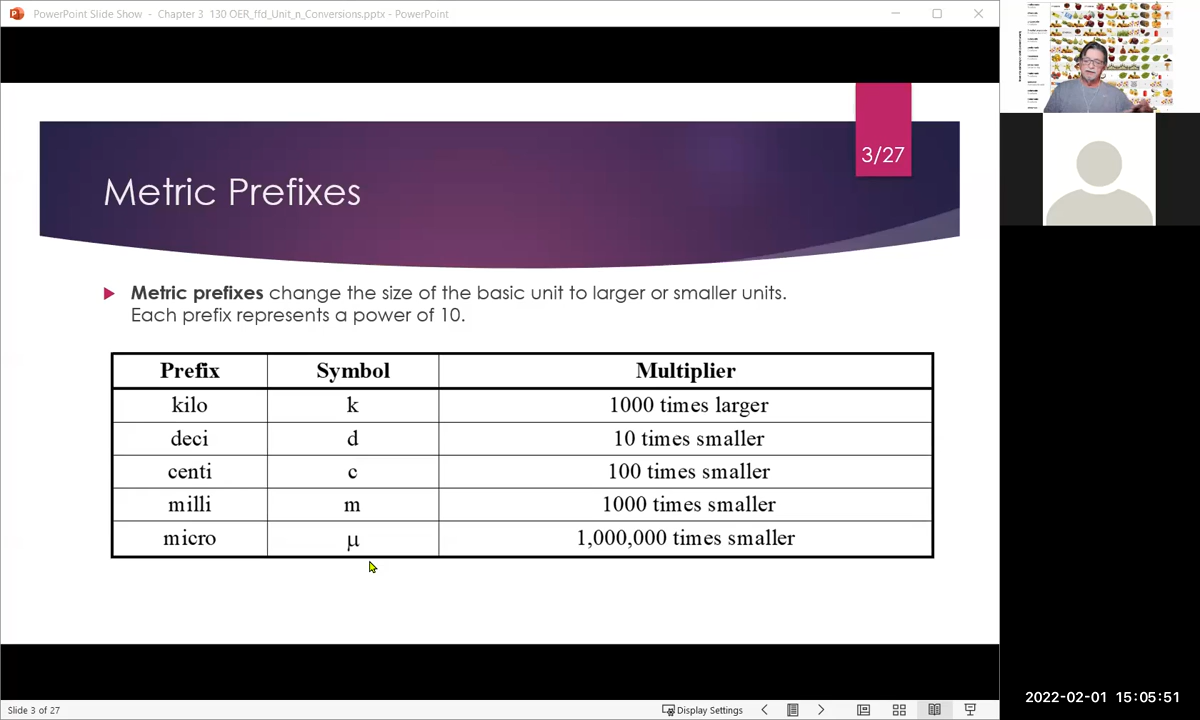 PowerPoint Slide Show - Chapter 3 130 OER_ffd_Unit_n_Conversions.pptx - PowerPoint
3/27
Metric Prefixes
Metric prefixes change the size of the basic unit to larger or smaller units.
Each prefix represents a power of 10.
Prefix Symbol Multiplier
kilo k 1000 times larger
deci d 10 times smaller
centi c 100 times smaller
milli m 1000 times smaller
micro μ 1,000,000 times smaller
Slide 3 of 27 Display Settings
2022-02-01 15:05:51